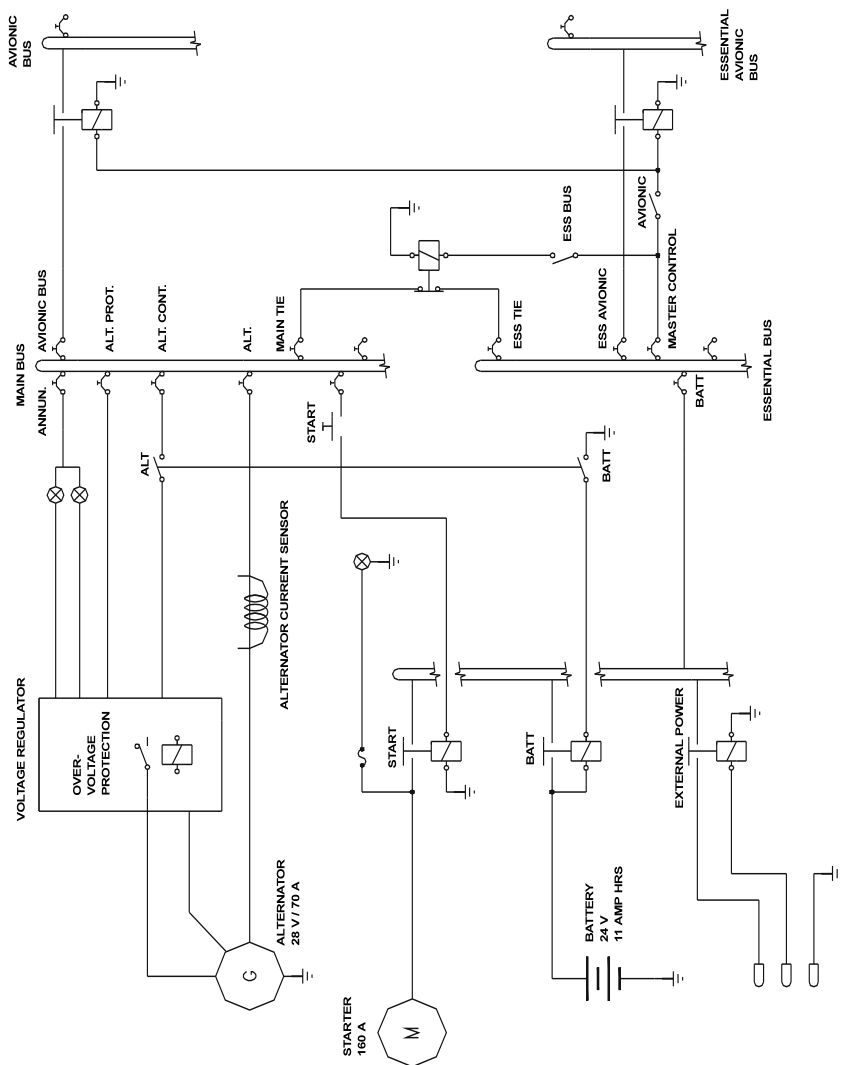 AVIONIC
BUS
ESSENTIAL
AVIONIC
BUS
AVIONIC
ESS BUS
MAIN BUS
AVIONIC BUS
ALT. PROT.
ALT. CONT.
ALT.
MAIN TIE
ESS TIE
ESS AVIONIC
MASTER CONTROL
ESSENTIAL BUS
ANNUN.
START
BATT
ALT
BATT
ALTERNATOR CURRENT SENSOR
VOLTAGE REGULATOR
OVER-
VOLTAGE
PROTECTION
START
BATT
EXTERNAL POWER
G
ALTERNATOR
28 V / 70 A
M
STARTER
160 A
BATTERY
24 V
11 AMP HRS